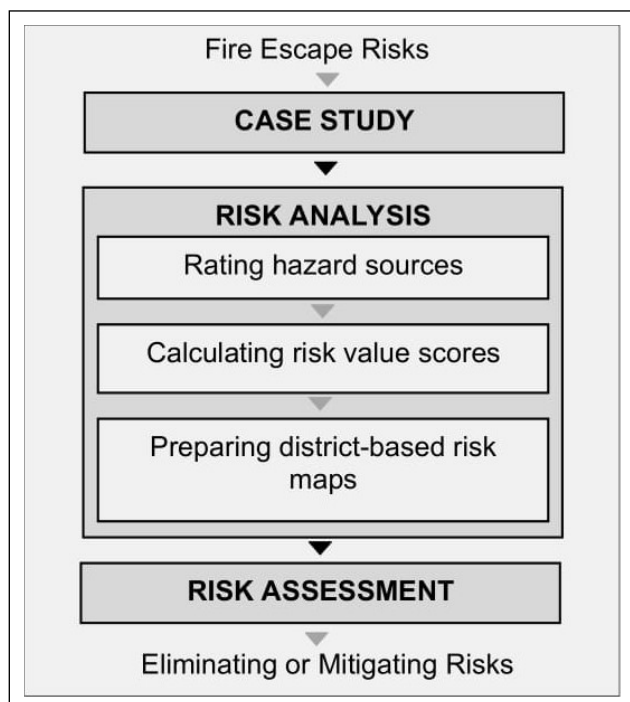 Fire Escape Risks
CASE STUDY
RISK ANALYSIS
Rating hazard sources
Calculating risk value scores
Preparing district-based risk
maps
RISK ASSESSMENT
Eliminating or Mitigating Risks